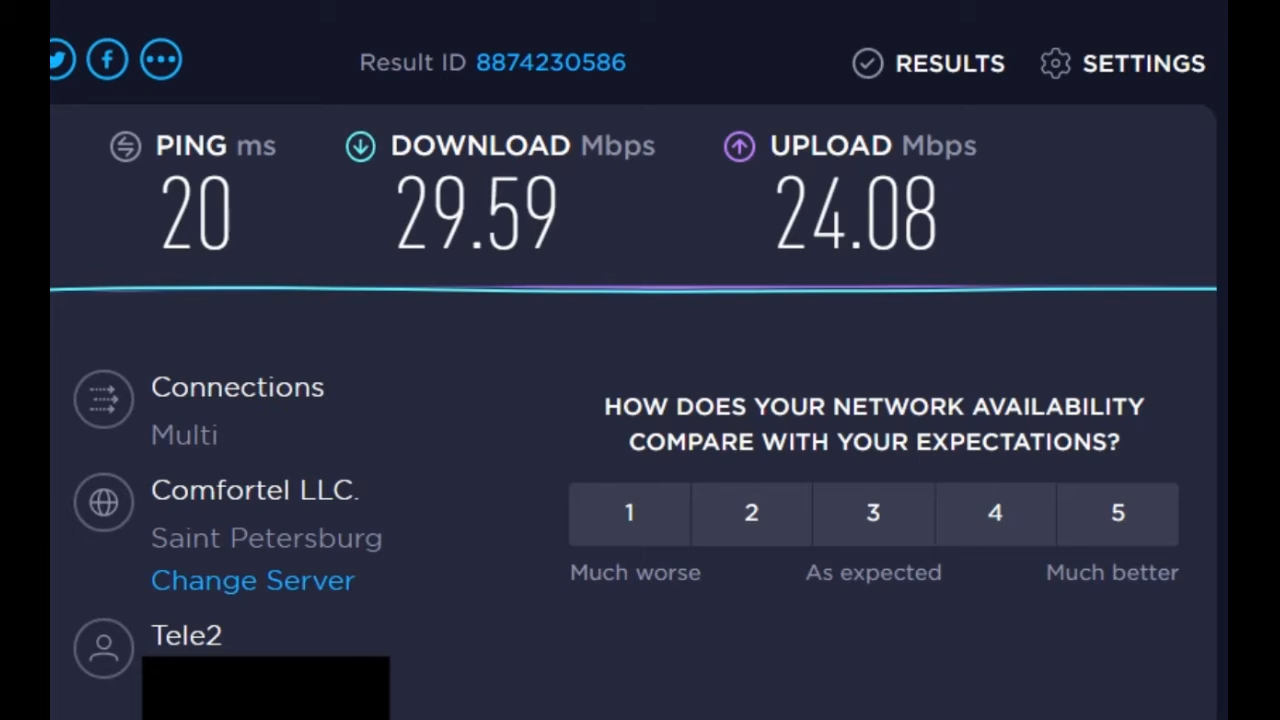 Result ID 8874230586
RESULTS
SETTINGS
PING ms
DOWNLOAD Mbps
UPLOAD Mbps
20
29.59
24.08
Connections
Multi
Comfortel LLC.
Saint Petersburg
Change Server
Tele2
HOW DOES YOUR NETWORK AVAILABILITY
COMPARE WITH YOUR EXPECTATIONS?
1 2 3 4 5
Much worse As expected Much better